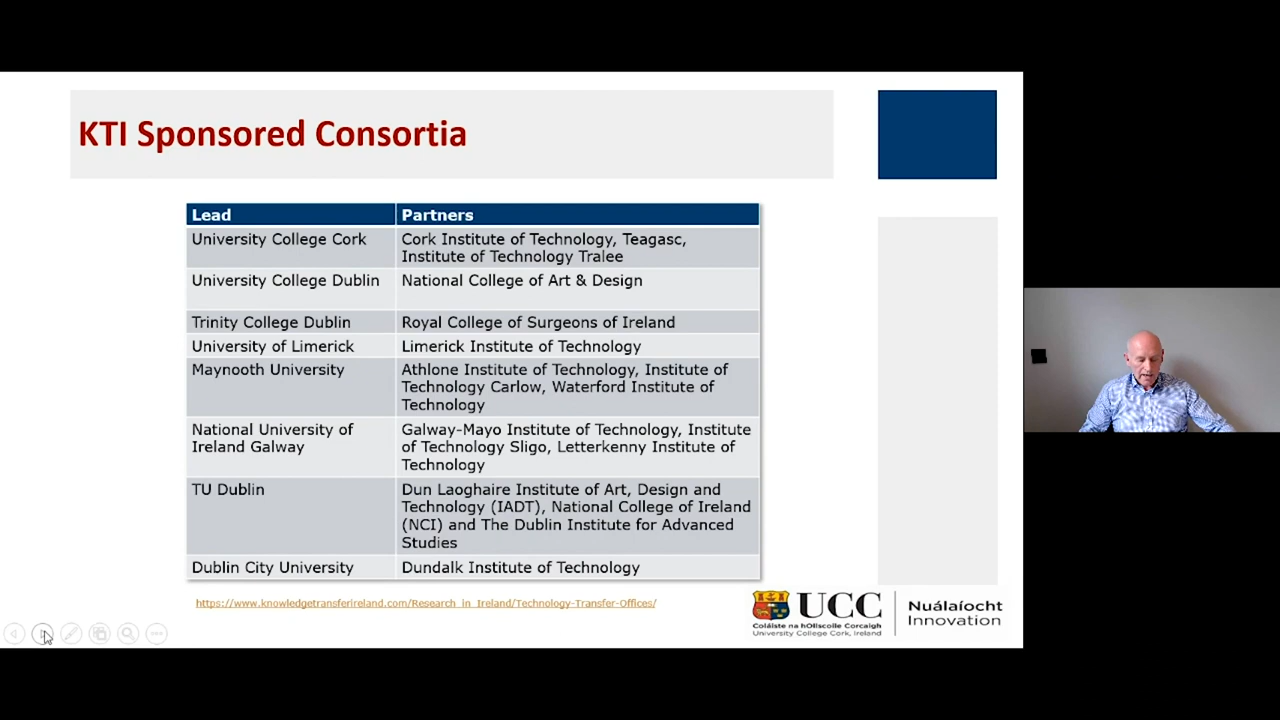 KTI Sponsored Consortia
Lead
Partners
University College Cork
Cork Institute of Technology, Teagasc,
Institute of Technology Tralee
University College Dublin
National College of Art & Design
Trinity College Dublin
Royal College of Surgeons of Ireland
University of Limerick
Limerick Institute of Technology
Maynooth University
Athlone Institute of Technology, Institute of
Technology Carlow, Waterford Institute of
Technology
National University of
Ireland Galway
Galway-Mayo Institute of Technology, Institute
of Technology Sligo, Letterkenny Institute of
Technology
TU Dublin
Dun Laoghaire Institute of Art, Design and
Technology (IADT), National College of Ireland
(NCI) and The Dublin Institute for Advanced
Studies
Dublin City University
Dundalk Institute of Technology
https://www.knowledgetransferireland.com/Research_in_Ireland/Technology-Transfer-Offices/
UCC
Coláiste na hOllscoile Corcaigh
University College Cork, Ireland
Nuálaíocht
Innovation